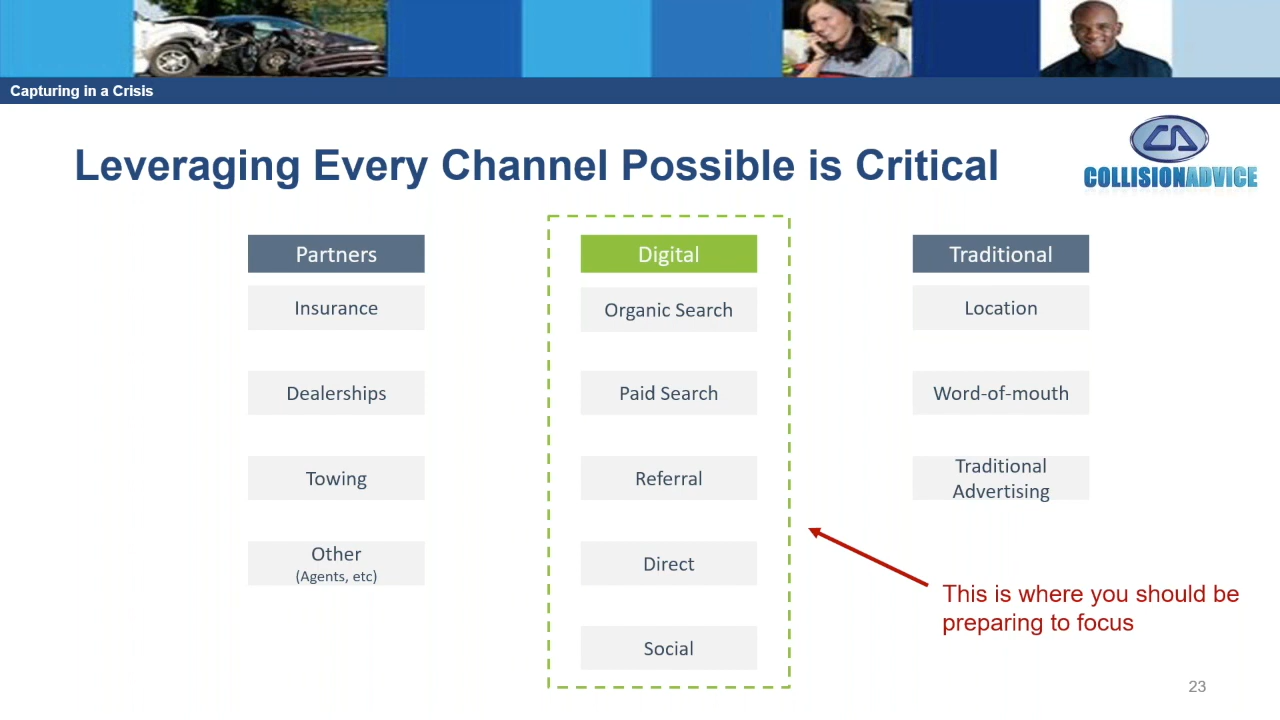 Capturing in a Crisis
Leveraging Every Channel Possible is Critical
COLLISIONADVICE
Partners
Insurance
Dealerships
Towing
Other
(Agents, etc)
Digital
Organic Search
Paid Search
Referral
Direct
Social
Traditional
Location
Word-of-mouth
Traditional
Advertising
This is where you should be
preparing to focus
23